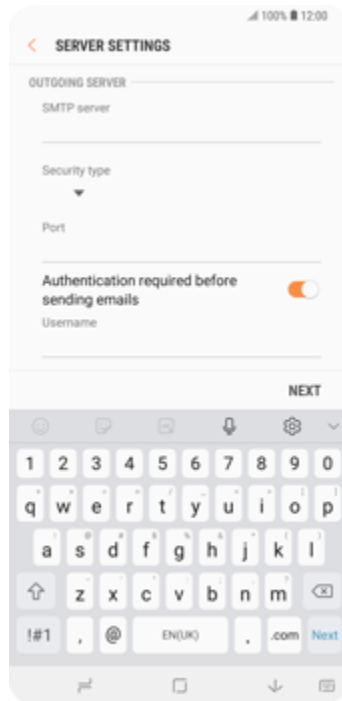 100% 12:00
SERVER SETTINGS
OUTGOING SERVER
SMTP server
Security type
Port
Authentication required before
sending emails
Username
NEXT
1 2 3 4 5 6 7 8 9 0
q w e r t y u i o p
a s d f g h j k l
z x c v b n m
!#1 , @ EN(UK) . .com Next